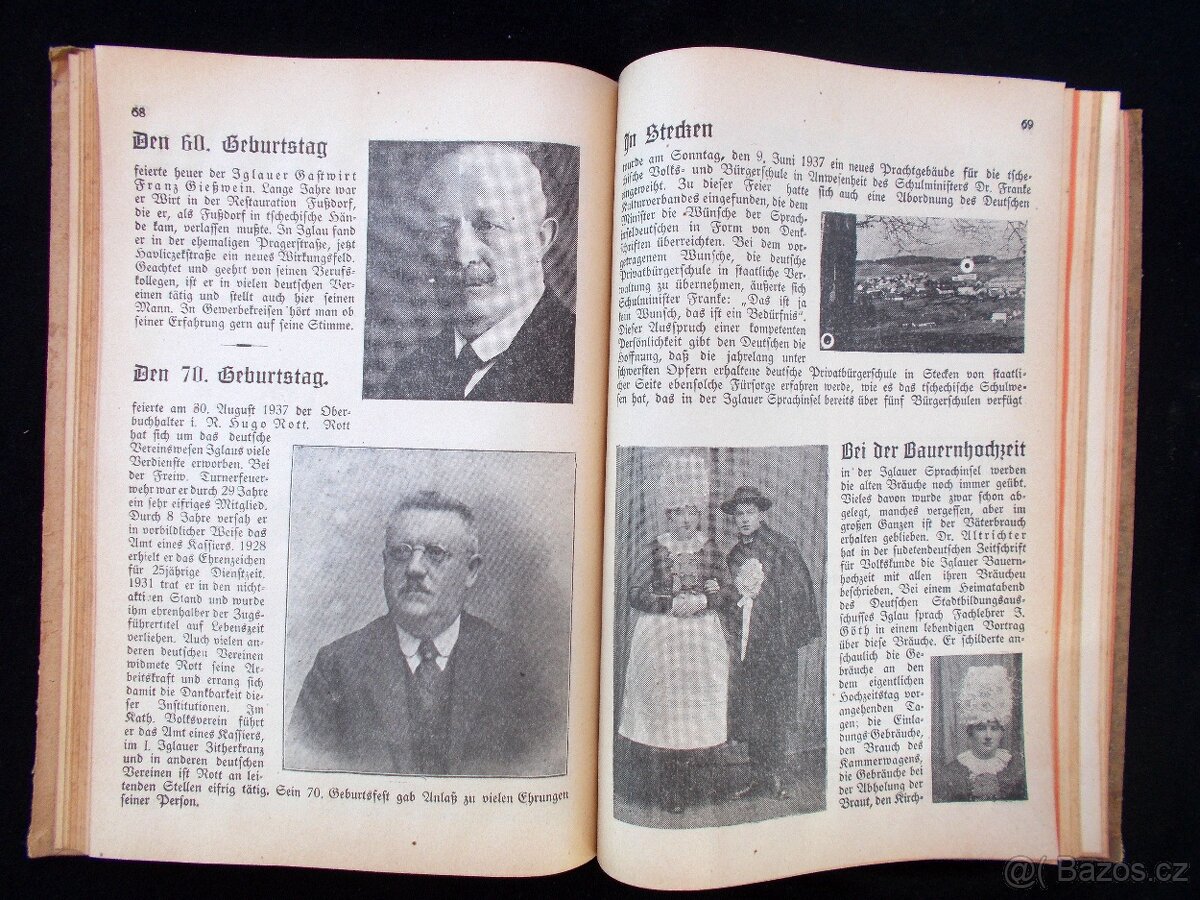 68
Den 60. Geburtstag
feierte heuer der Iglauer Gastwirt
Franz Gießwein. Lange Jahre war
er Wirt in der Restauration Fußdorf,
die er, als Fußdorf in tschechische Hän-
de kam, verlassen mußte. In Iglau fand
er in der ehemaligen Pragerstraße, jetzt
Havliczekstraße ein neues Wirkungsfeld.
Geachtet und geehrt von seinen Berufs-
kollegen, ist er in vielen deutschen Ver-
einen tätig und stellt auch hier seinen
Mann. In Gewerbekreisen hört man ob
seiner Erfahrung gern auf seine Stimme.
Den 70. Geburtstag.
feierte am 30. August 1937 der Ober-
buchhalter i. R. Hugo Rott. Rott
hat sich um das deutsche
Vereinswesen Iglaus viele
Verdienste erworben. Bei
der Freiw. Turnerfeuer-
wehr war er durch 29 Jahre
ein sehr eifriges Mitglied.
Durch 8 Jahre versah er
in vorbildlicher Weise das
Amt eines Kassiers. 1928
erhielt er das Ehrenzeichen
für 25jährige Dienstzeit.
1931 trat er in den nicht-
aktiven Stand und wurde
ihm ehrenhalber der Zugs-
führertitel auf Lebenszeit
verliehen. Auch vielen an-
deren deutschen Vereinen
widmete Rott seine Ar-
beitskraft und errang sich
damit die Dankbarkeit die-
ser Institutionen. Im
Kath. Volksverein führt
er das Amt eines Kassiers,
im I. Iglauer Zitherkranz
und in anderen deutschen
Vereinen ist Rott an lei-
tenden Stellen eifrig tätig. Sein 70. Geburtsfest gab Anlaß zu vielen Ehrungen
seiner Person.
69
In Stecken
wurde am Sonntag, den 9. Juni 1937 ein neues Prachtgebäude für die tsche-
chische Volks- und Bürgerschule in Anwesenheit des Schulministers Dr. Franke
eingeweiht. Zu dieser Feier hatte sich auch eine Abordnung des Deutschen
Kulturverbandes eingefunden, die dem
Minister die Wünsche der Sprach-
inseldeutschen in Form von Denk-
schriften überreichten. Bei dem vor-
getragenem Wunsche, die deutsche
Privatbürgerschule in staatliche Ver-
waltung zu übernehmen, äußerte sich
Schulminister Franke: „Das ist ja
kein Wunsch, das ist ein Bedürfnis".
Dieser Ausspruch einer kompetenten
Persönlichkeit gibt den Deutschen die
Hoffnung, daß die jahrelang unter
schwersten Opfern erhaltene deutsche Privatbürgerschule in Stecken von staatli-
cher Seite ebensolche Fürsorge erfahren werde, wie es das tschechische Schulwe-
sen hat, das in der Iglauer Sprachinsel bereits über fünf Bürgerschulen verfügt
Bei der Bauernhochzeit
in der Iglauer Sprachinsel werden
die alten Bräuche noch immer geübt.
Vieles davon wurde zwar schon ab-
gelegt, manches vergessen, aber im
großen Ganzen ist der Väterbrauch
erhalten geblieben. Dr. Altrichter
hat in der sudetendeutschen Zeitschrift
für Volkskunde die Iglauer Bauern-
hochzeit mit allen ihren Bräucheu
beschrieben. Bei einem Heimatabend
des Deutschen Stadtbildungsaus-
schusses Iglau sprach Fachlehrer J.
Göth in einem lebendigen Vortrag
über diese Bräuche. Er schilderte an-
schaulich die Ge-
bräuche an den
dem eigentlichen
Hochzeitstag vor-
angehenden Ta-
gen; die Einla-
dungs-Gebräuche,
den Brauch des
Kammerwagens,
die Gebräuche bei
der Abholung der
Braut, den Kirch-
@( Bazos.cz